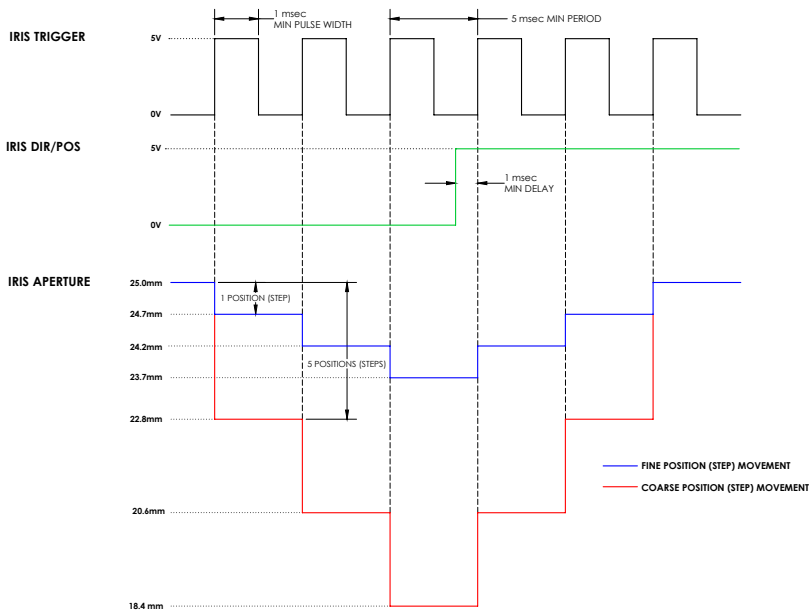 1 msec
MIN PULSE WIDTH
5 msec MIN PERIOD
IRIS TRIGGER
5V
0V
IRIS DIR/POS
5V
1 msec
MIN DELAY
0V
IRIS APERTURE
25.0mm
1 POSITION (STEP)
24.7mm
24.2mm
5 POSITIONS (STEPS)
23.7mm
22.8mm
FINE POSITION (STEP) MOVEMENT
COARSE POSITION (STEP) MOVEMENT
20.6mm
18.4 mm